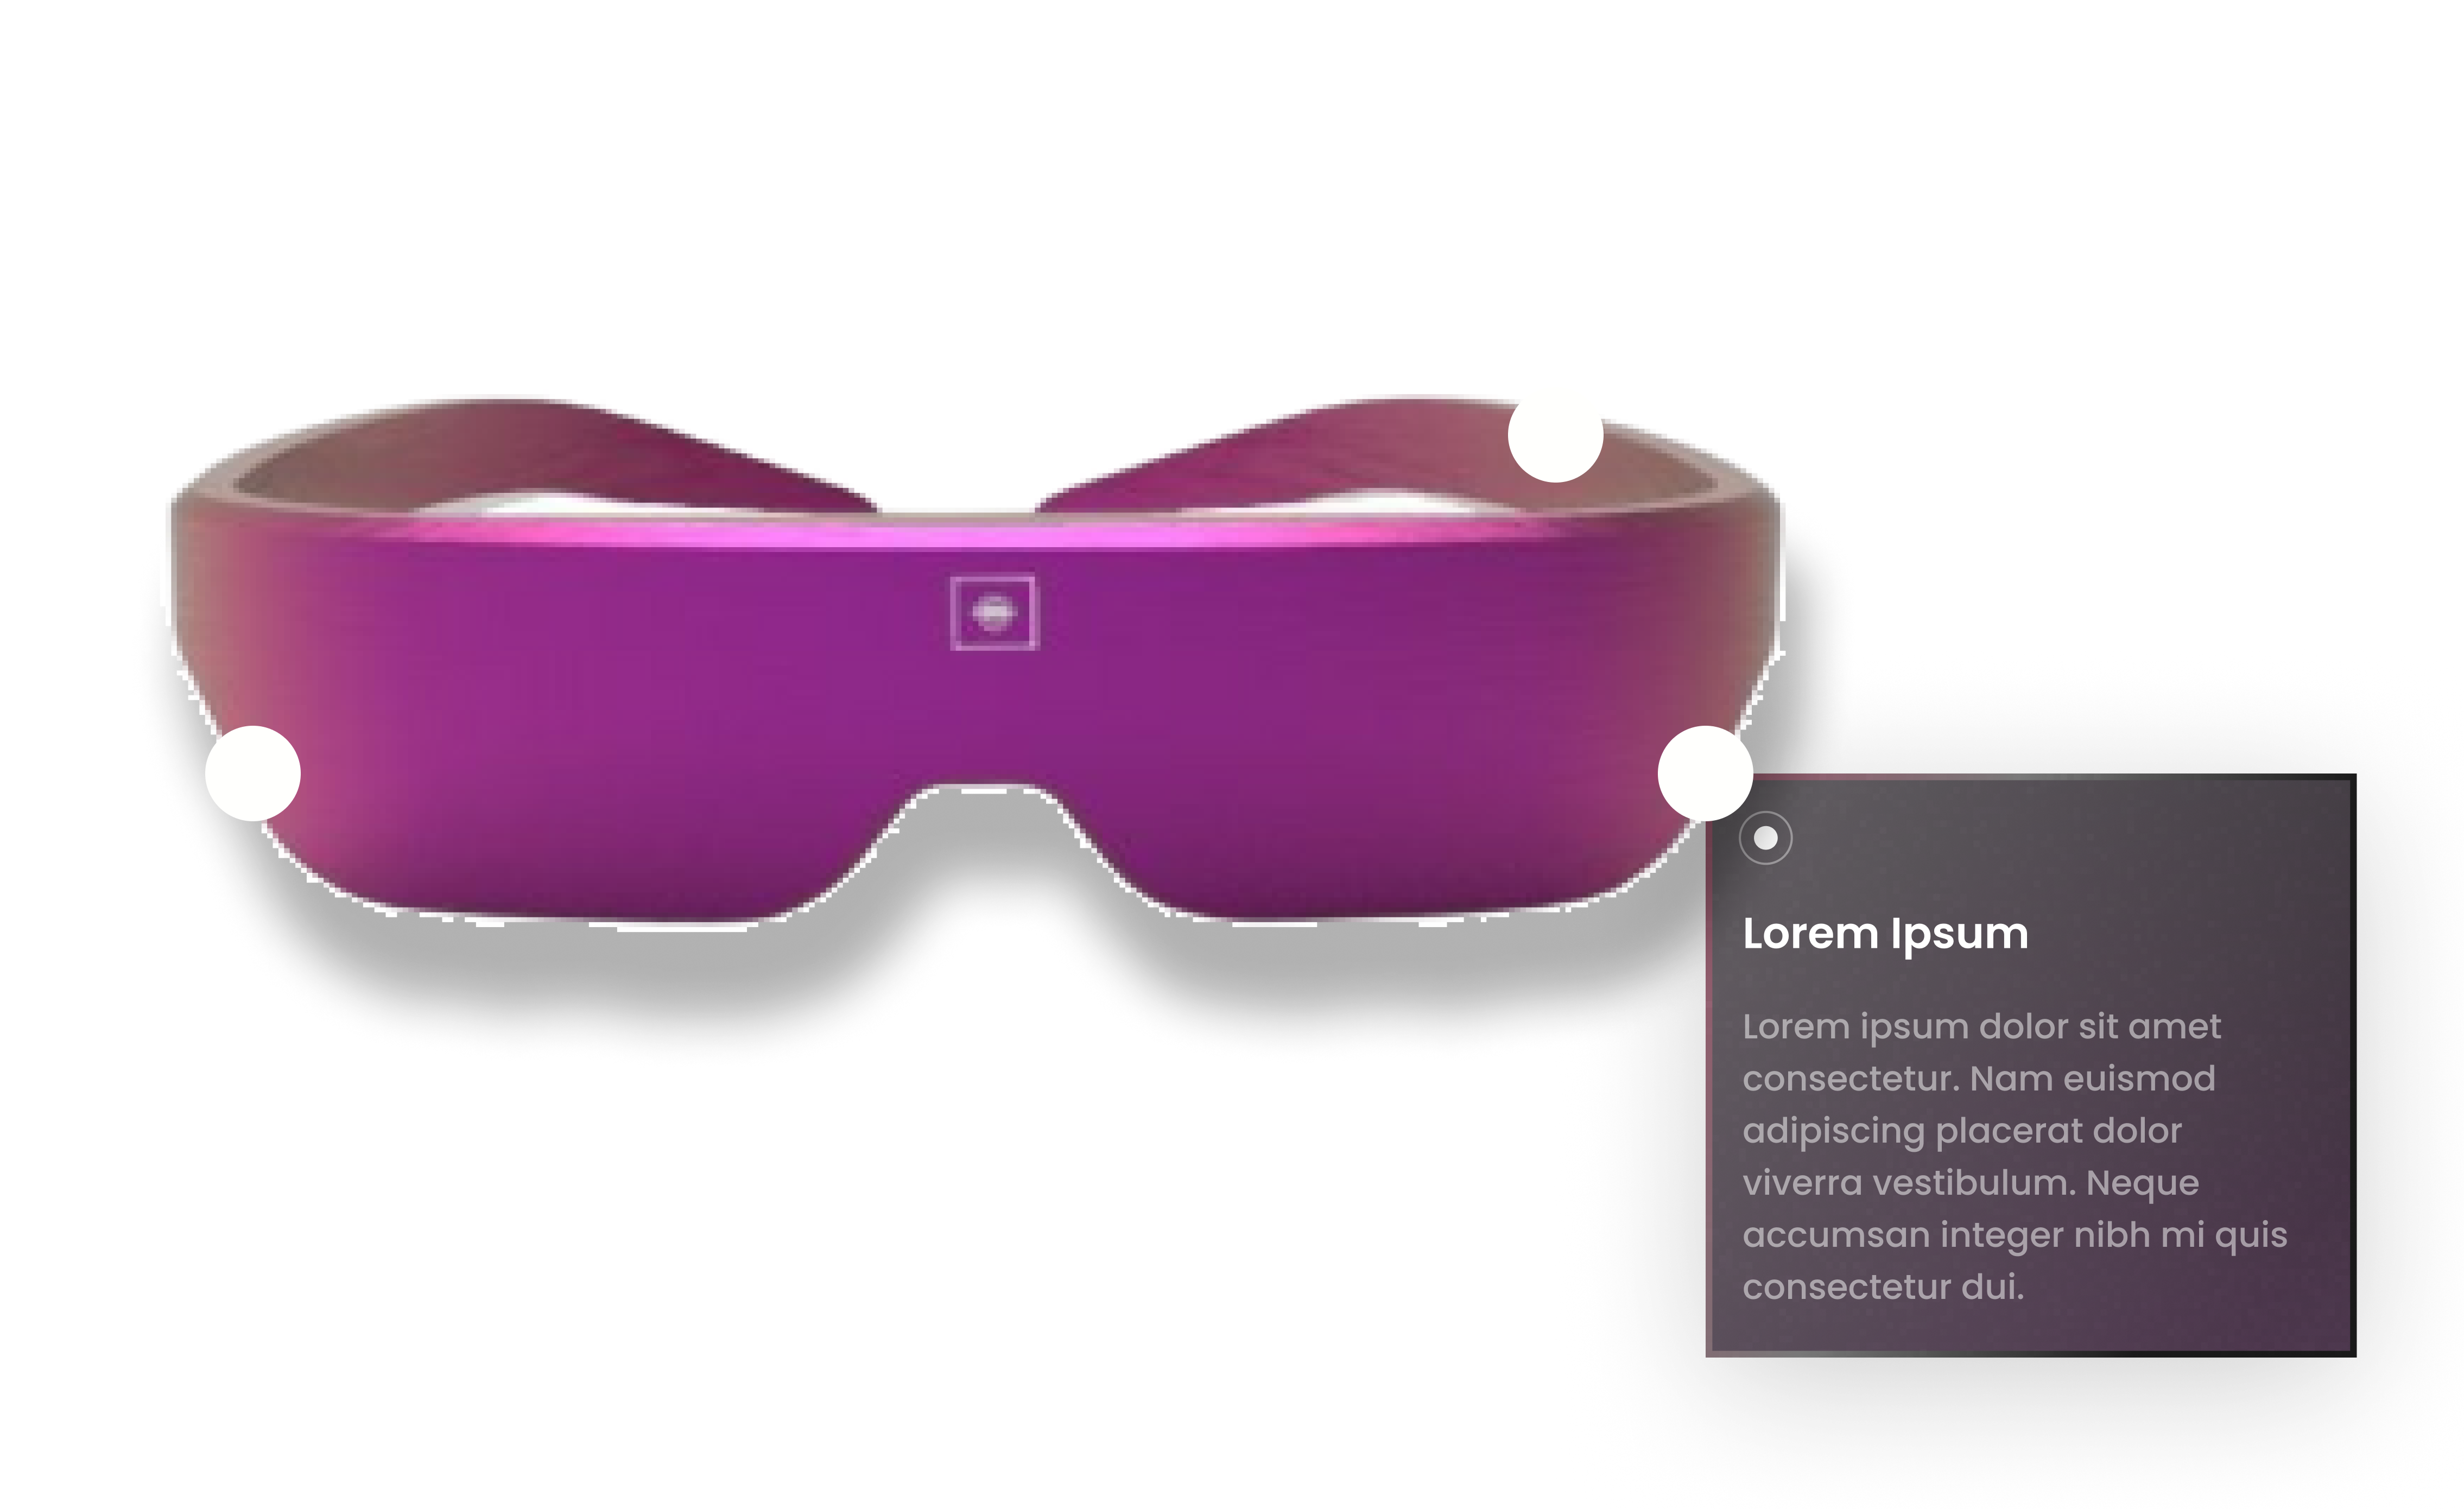 Lorem Ipsum
Lorem ipsum dolor sit amet
consectetur. Nam euismod
adipiscing placerat dolor
viverra vestibulum. Neque
accumsan integer nibh mi quis
consectetur dui.